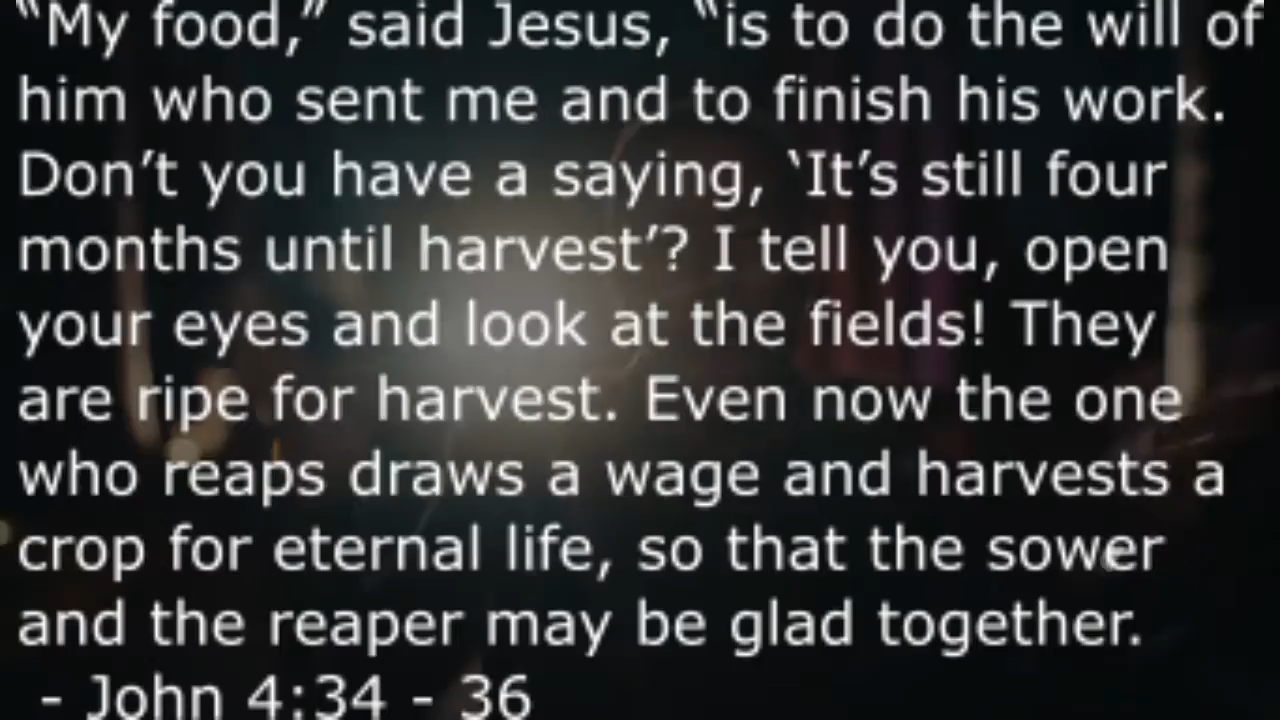 “My food,” said Jesus, “is to do the will of
him who sent me and to finish his work.
Don’t you have a saying, ‘It’s still four
months until harvest’? I tell you, open
your eyes and look at the fields! They
are ripe for harvest. Even now the one
who reaps draws a wage and harvests a
crop for eternal life, so that the sower
and the reaper may be glad together.
- John 4:34 - 36